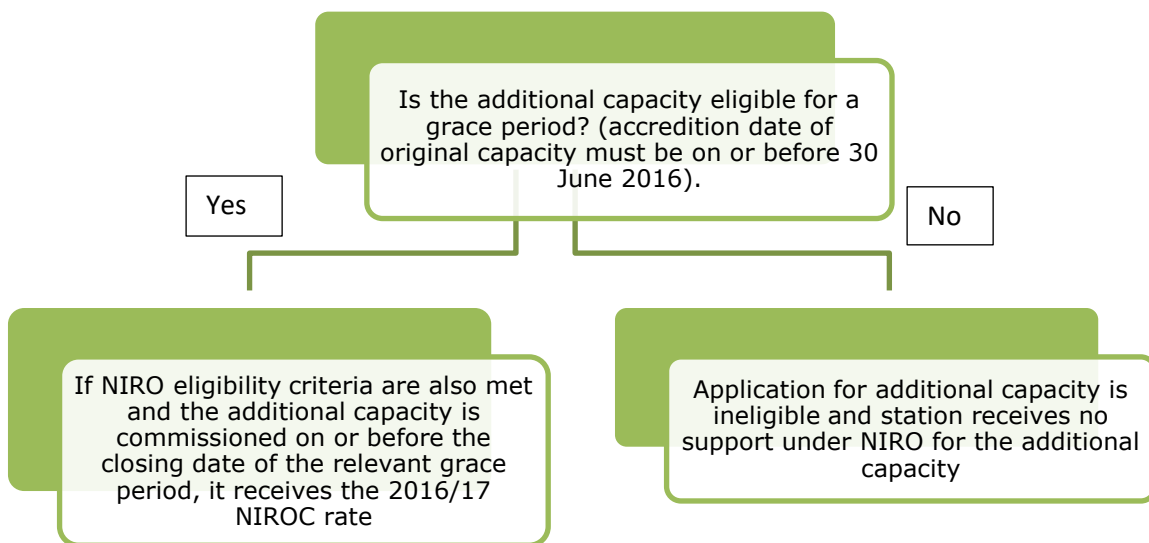 Is the additional capacity eligible for a
grace period? (accredition date of
original capacity must be on or before 30
June 2016).
Yes
No
If NIRO eligibility criteria are also met
and the additional capacity is
commissioned on or before the
closing date of the relevant grace
period, it receives the 2016/17
NIROC rate
Application for additional capacity is
ineligible and station receives no
support under NIRO for the additional
capacity